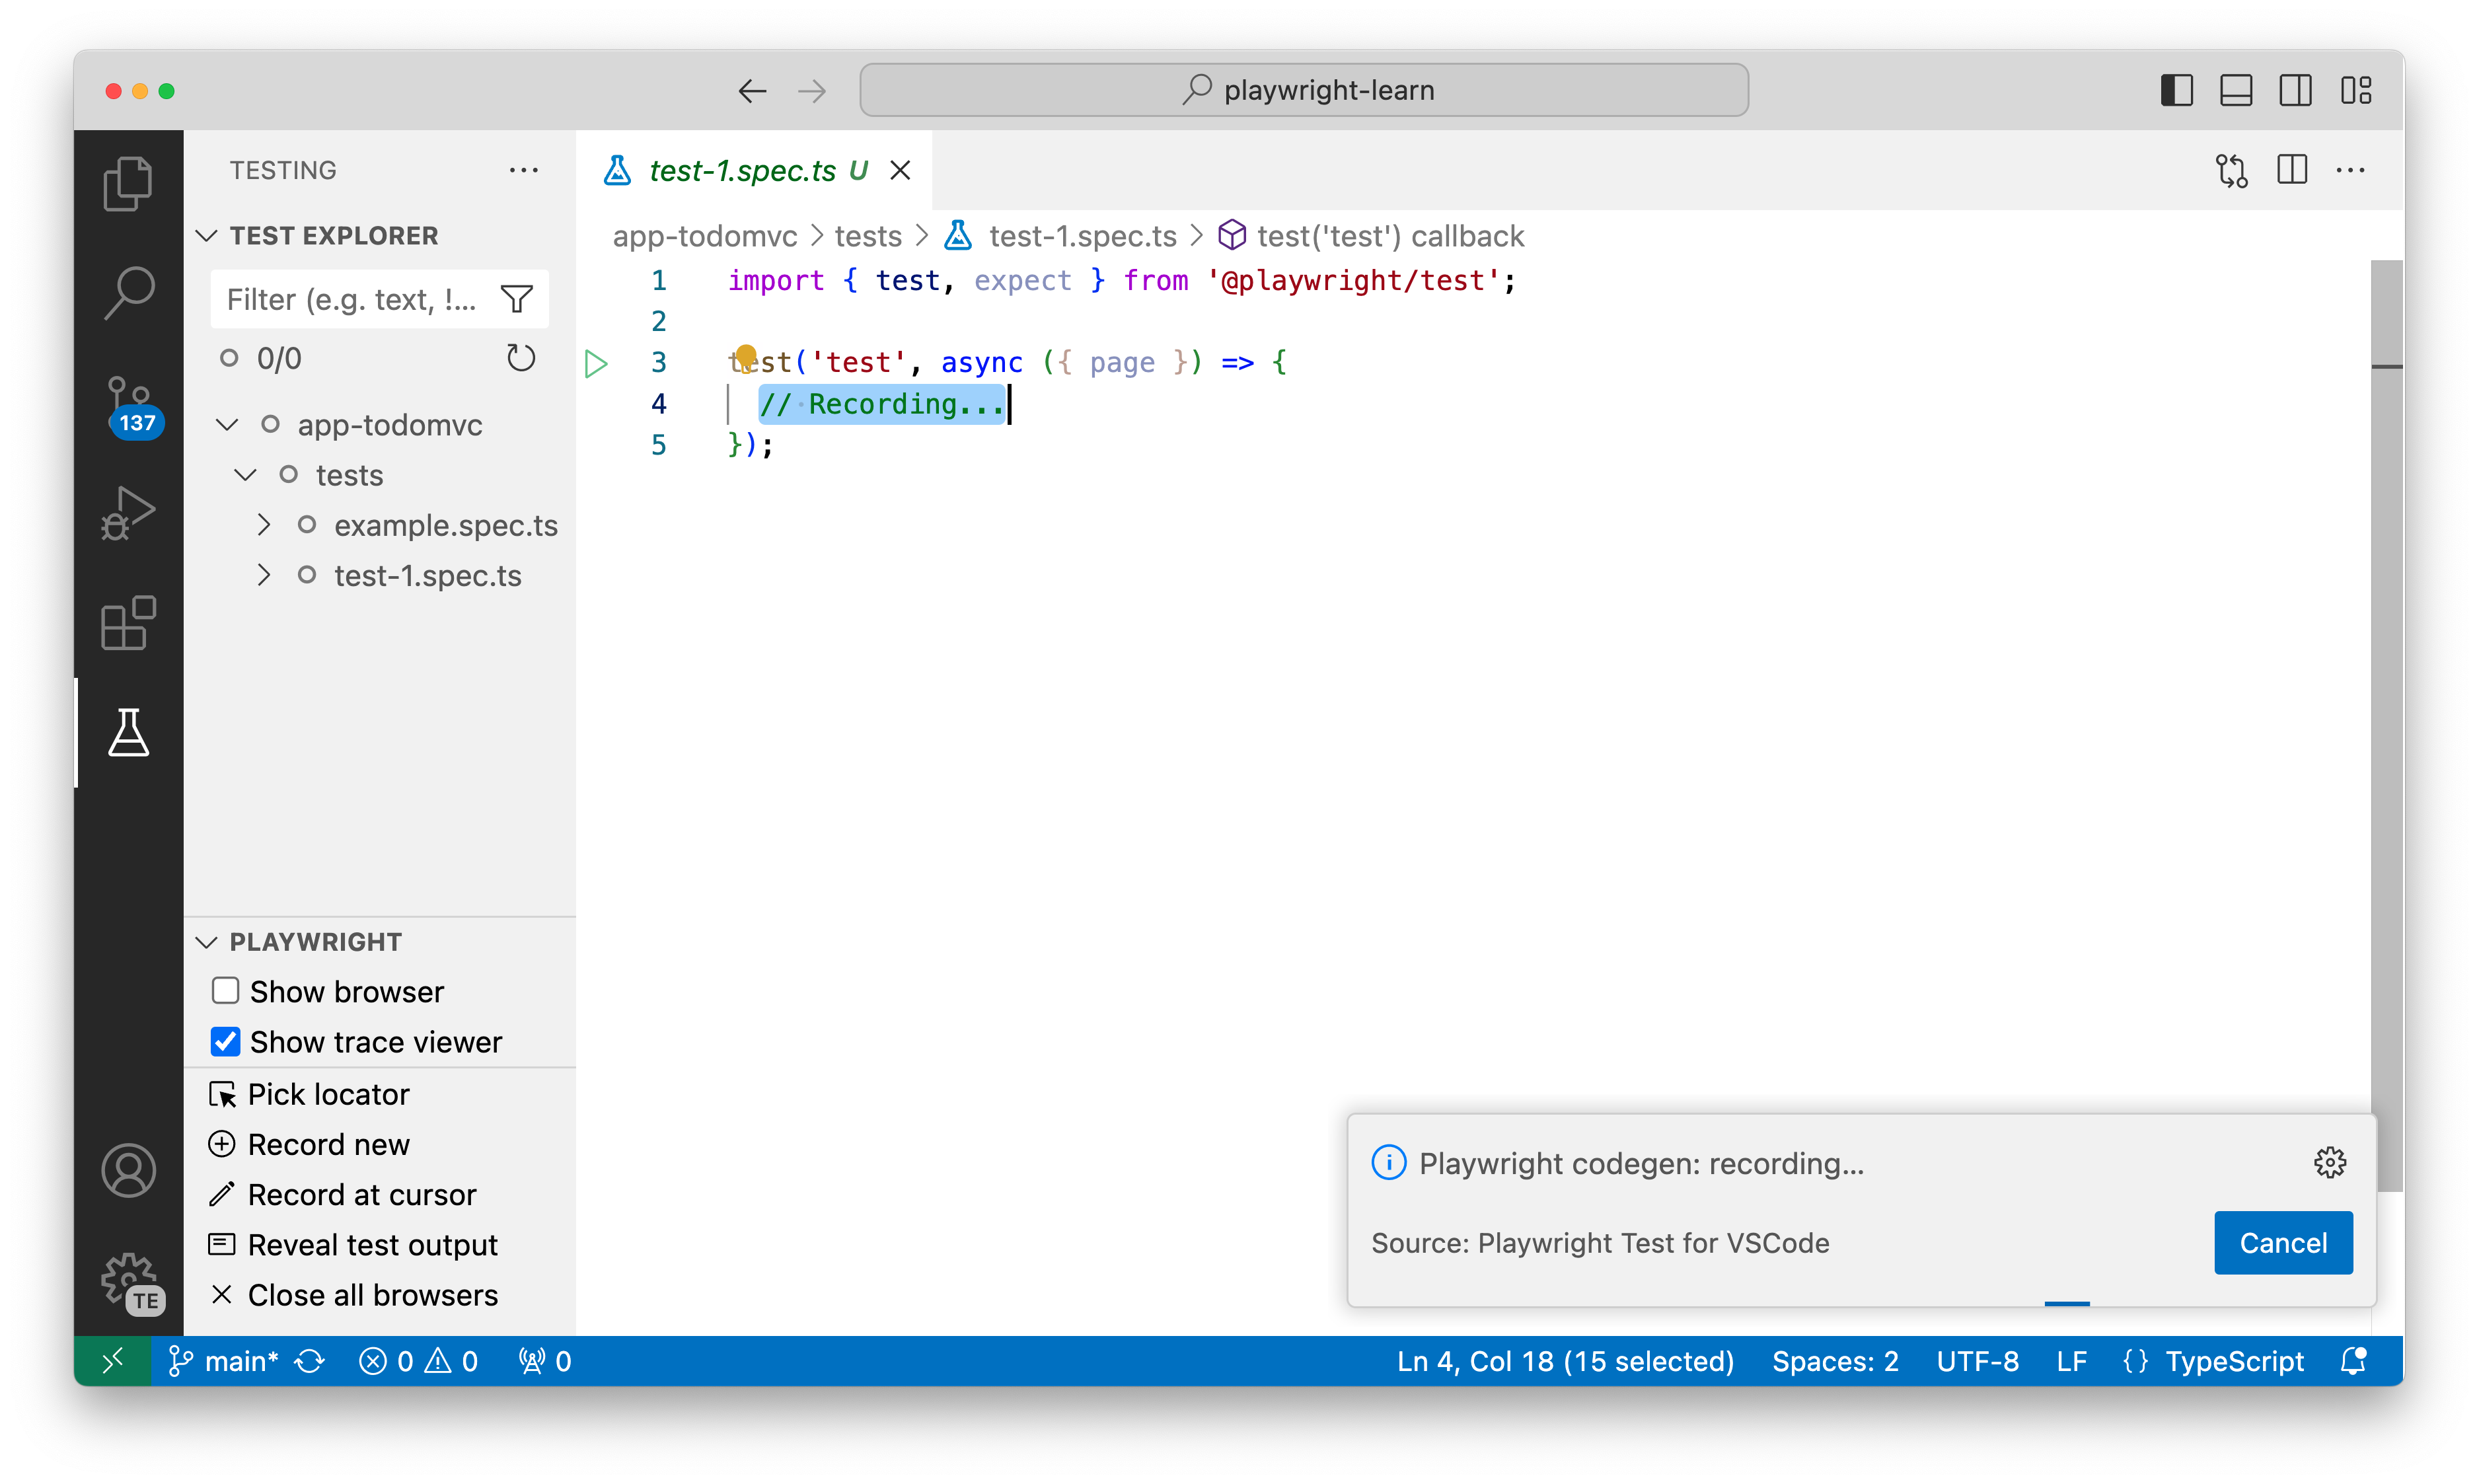 playwright-learn
TESTING
TEST EXPLORER
Filter (e.g. text, !...
0/0
app-todomvc
tests
example.spec.ts
test-1.spec.ts
137
TE
PLAYWRIGHT
Show browser
Show trace viewer
Pick locator
Record new
Record at cursor
Reveal test output
Close all browsers
test-1.spec.ts U
app-todomvc > tests > test-1.spec.ts > test('test') callback
1 import { test, expect } from '@playwright/test';
2
3 test('test', async ({ page }) => {
4 // Recording...
5 });
Playwright codegen: recording...
Source: Playwright Test for VSCode
Cancel
main* 0 0 0 Ln 4, Col 18 (15 selected) Spaces: 2 UTF-8 LF {} TypeScript